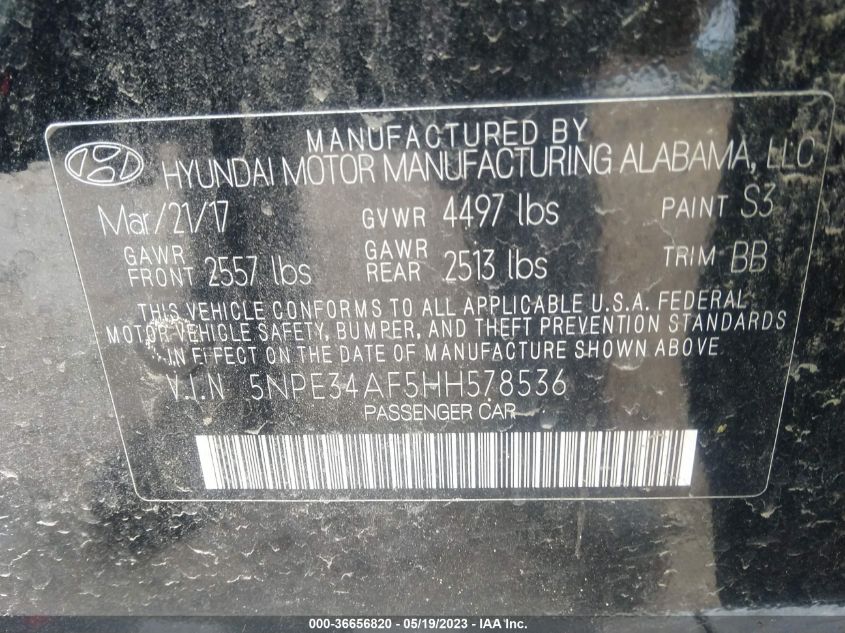 MANUFACTURED BY
HYUNDAI MOTOR MANUFACTURING ALABAMA, LLC
Mar/21/17 GVWR 4497 lbs PAINT S3
GAWR FRONT 2557 lbs GAWR REAR 2513 lbs TRIM BB
THIS VEHICLE CONFORMS TO ALL APPLICABLE U.S.A. FEDERAL
MOTOR VEHICLE SAFETY, BUMPER, AND THEFT PREVENTION STANDARDS
IN EFFECT ON THE DATE OF MANUFACTURE SHOWN ABOVE
V.I.N 5NPE34AF5HH578536
PASSENGER CAR
000-36656820 - 05/19/2023 - IAA Inc.